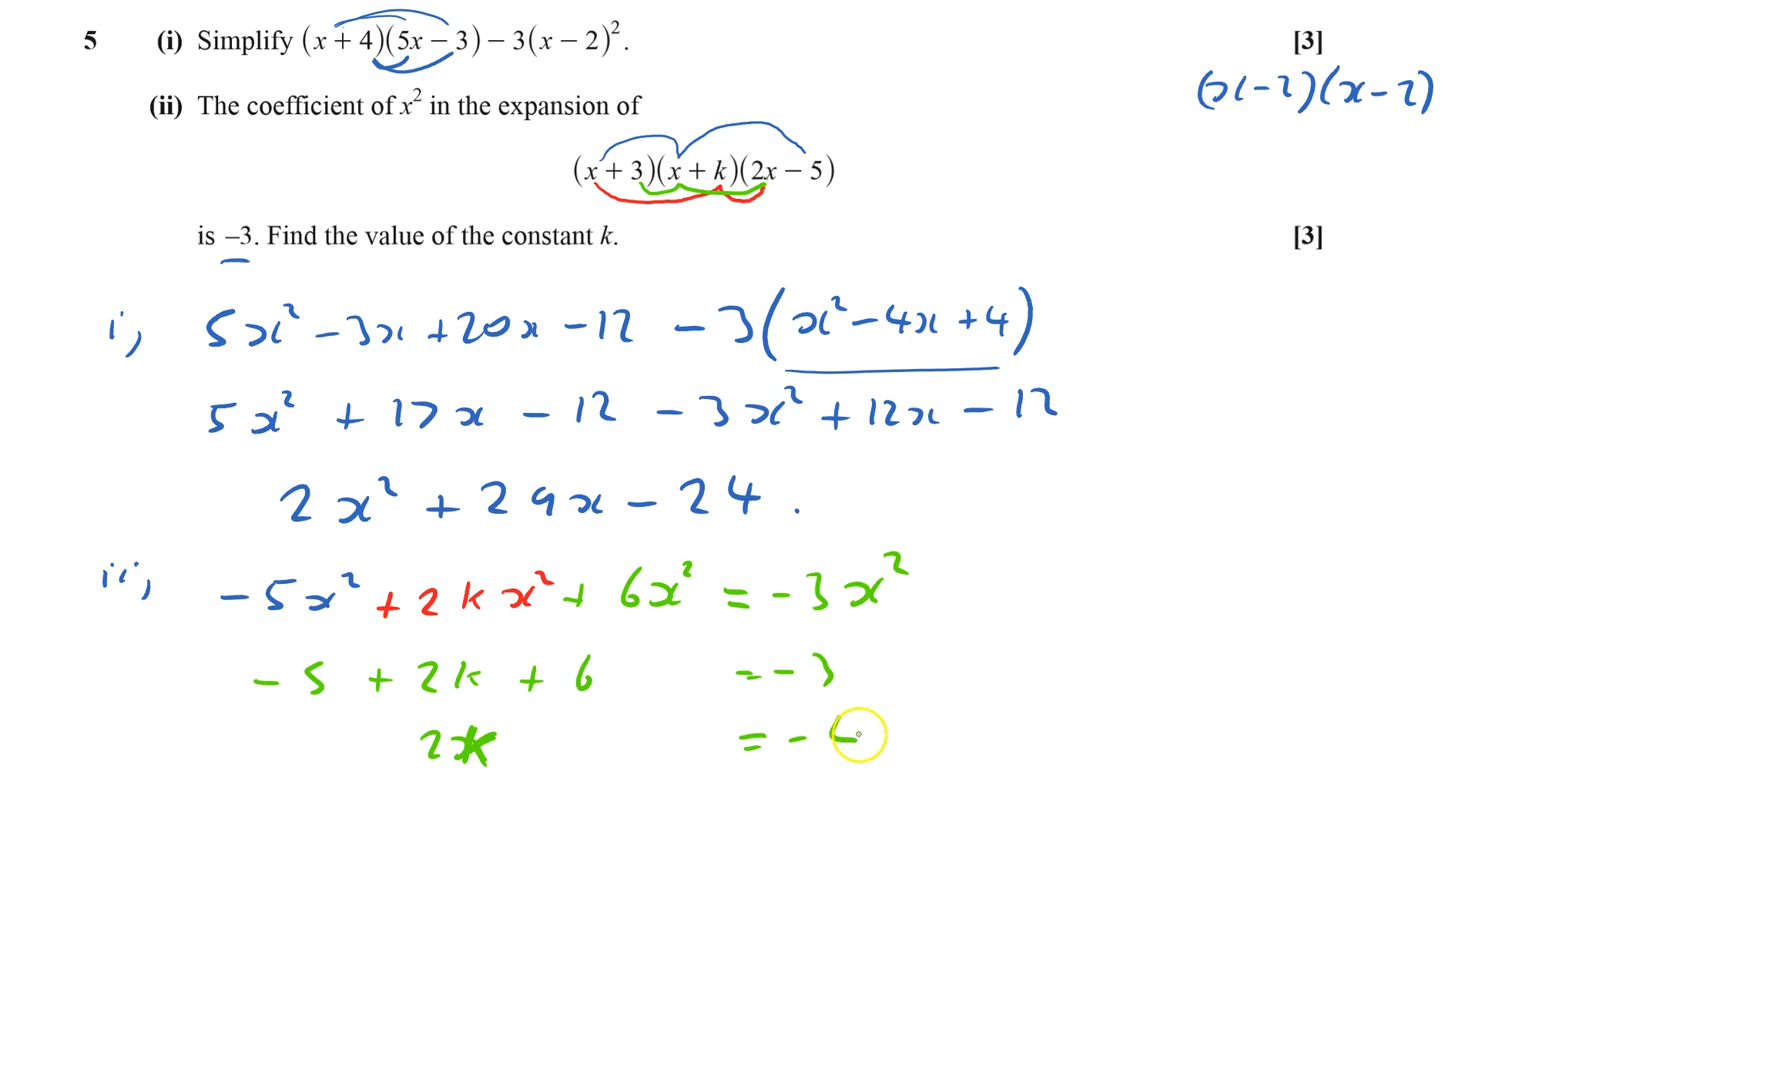 5 (i) Simplify (x + 4)(5x − 3) − 3(x − 2)². [3]
(x-2)(x-2)
(ii) The coefficient of x² in the expansion of
(x + 3)(x + k)(2x − 5)
is −3. Find the value of the constant k. [3]
i) 5x² - 3x + 20x - 12 - 3(x² - 4x + 4)
5x² + 17x - 12 - 3x² + 12x - 12
2x² + 29x - 24.
ii) -5x² + 2kx² + 6x² = -3x²
-5 + 2k + 6 = -3
2k = -